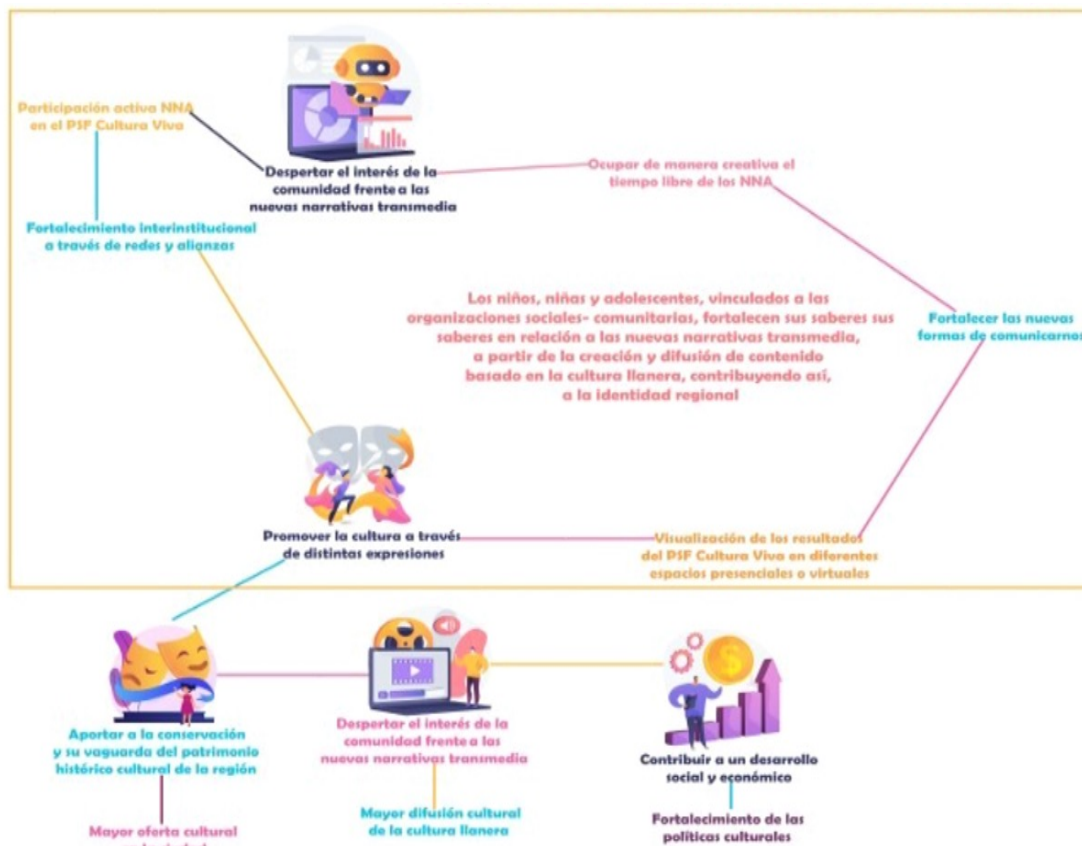 Participación activa NNA
en el PSF Cultura Viva
Despertar el interés de la
comunidad frente a las
nuevas narrativas transmedia
Ocupar de manera creativa el
tiempo libre de los NNA
Fortalecimiento interinstitucional
a través de redes y alianzas
Los niños, niñas y adolescentes, vinculados a las
organizaciones sociales- comunitarias, fortalecen sus saberes sus
saberes en relación a las nuevas narrativas transmedia,
a partir de la creación y difusión de contenido
basado en la cultura llanera, contribuyendo así,
a la identidad regional
Fortalecer las nuevas
formas de comunicarnos
Promover la cultura a través
de distintas expresiones
Visualización de los resultados
del PSF Cultura Viva en diferentes
espacios presenciales o virtuales
Aportar a la conservación
y su vaguarda del patrimonio
histórico cultural de la región
Despertar el interés de la
comunidad frente a las
nuevas narrativas transmedia
Contribuir a un desarrollo
social y económico
Mayor oferta cultural
Mayor difusión cultural
de la cultura llanera
Fortalecimiento de las
políticas culturales